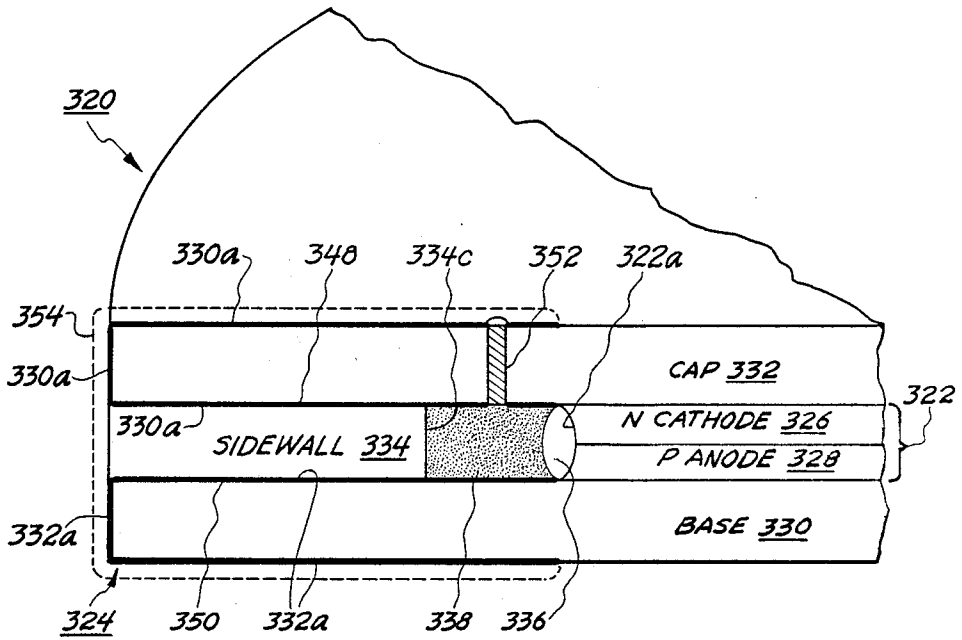 320
330a
348
334c
352
322a
354
330a
CAP 332
322
330a
N CATHODE 326
SIDEWALL 334
P ANODE 328
332a
BASE 330
324
350
332a
338
336